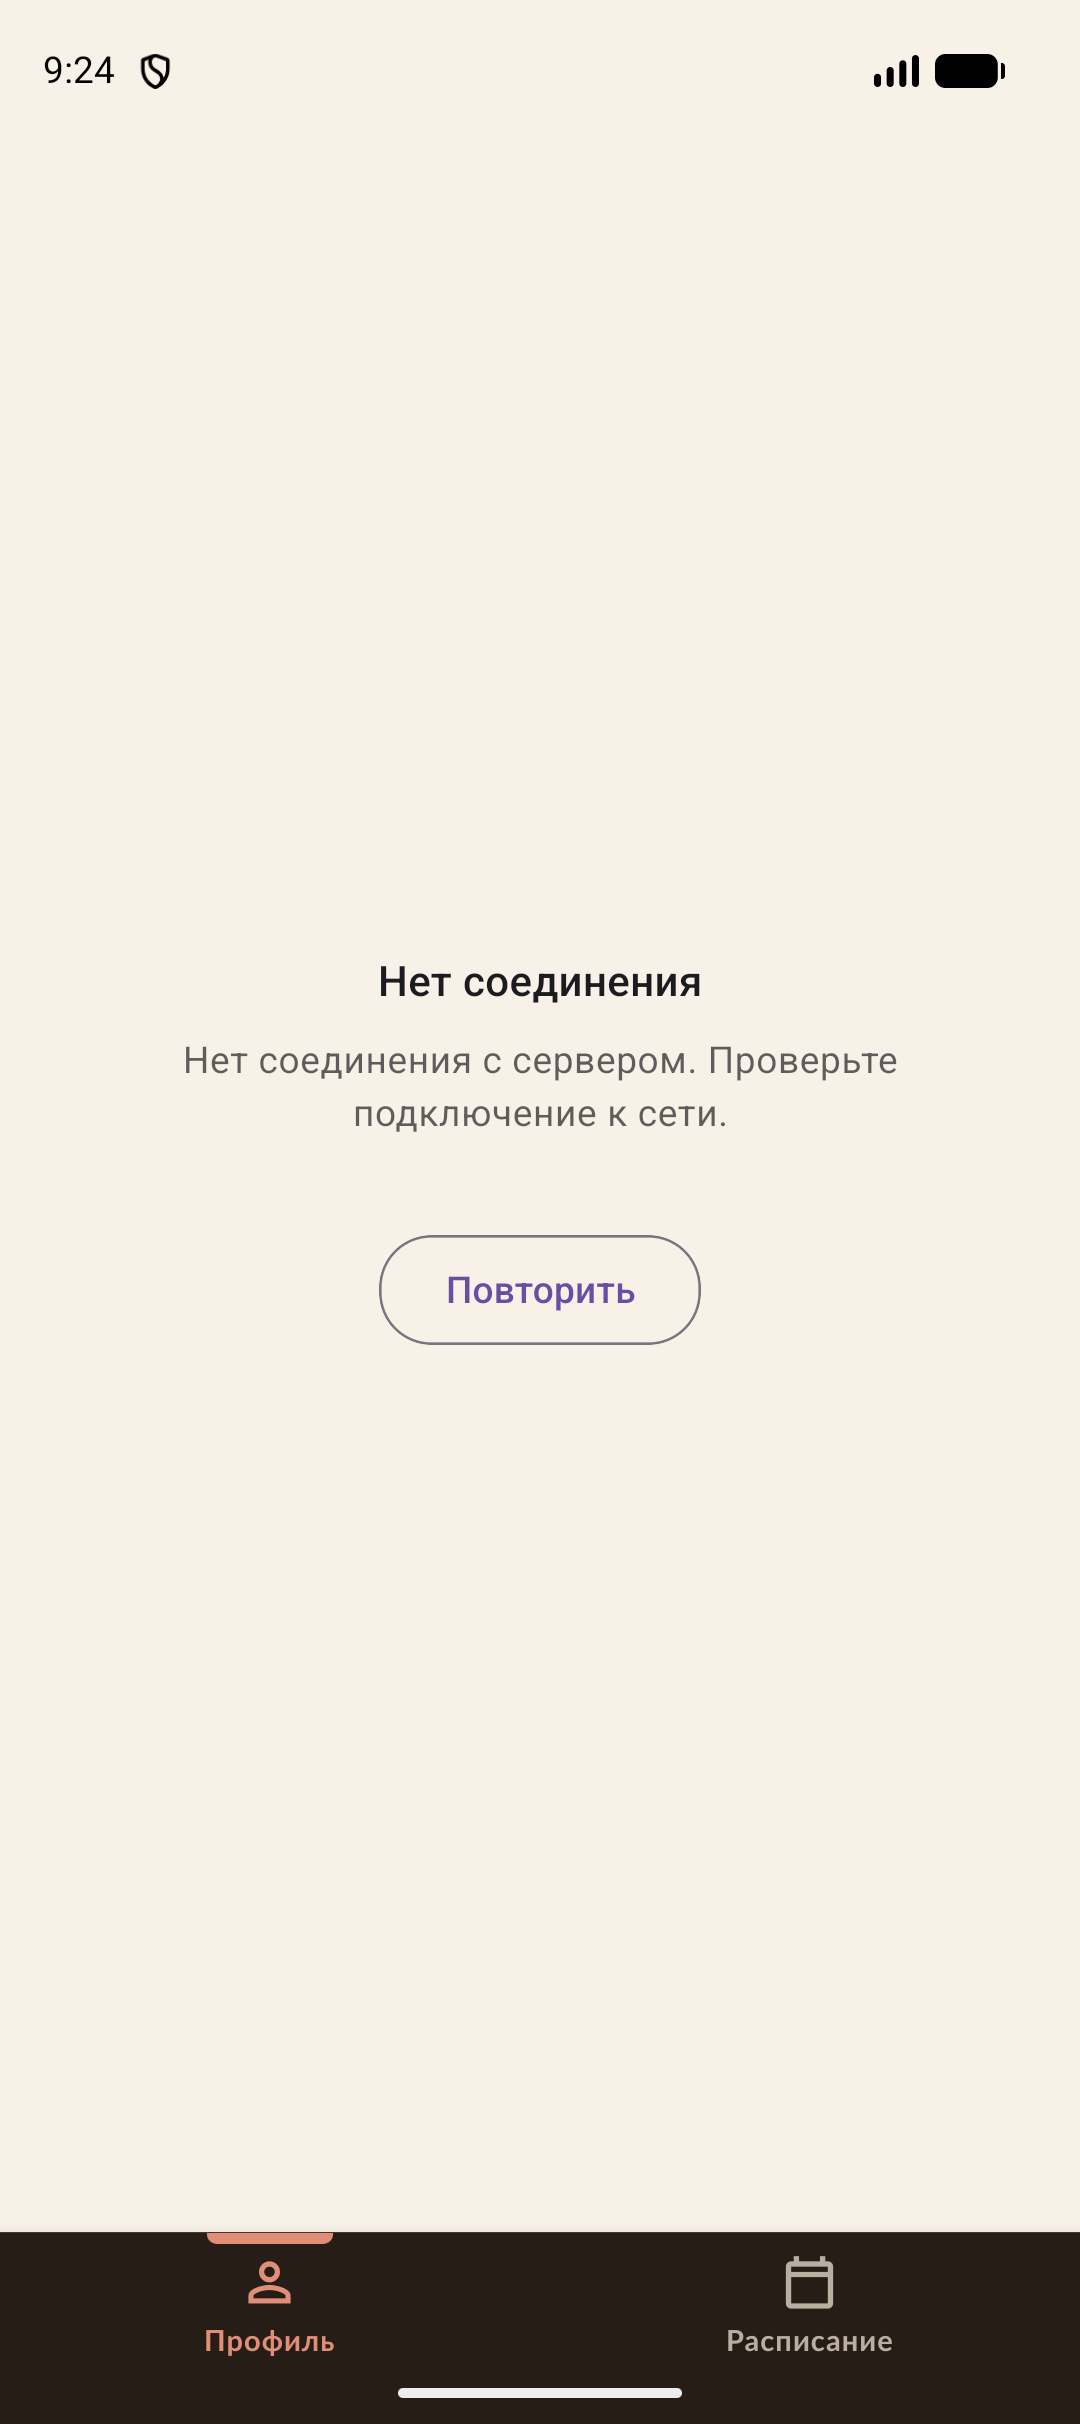 9:24
Нет соединения
Нет соединения с сервером. Проверьте
подключение к сети.
Повторить
Профиль
Расписание